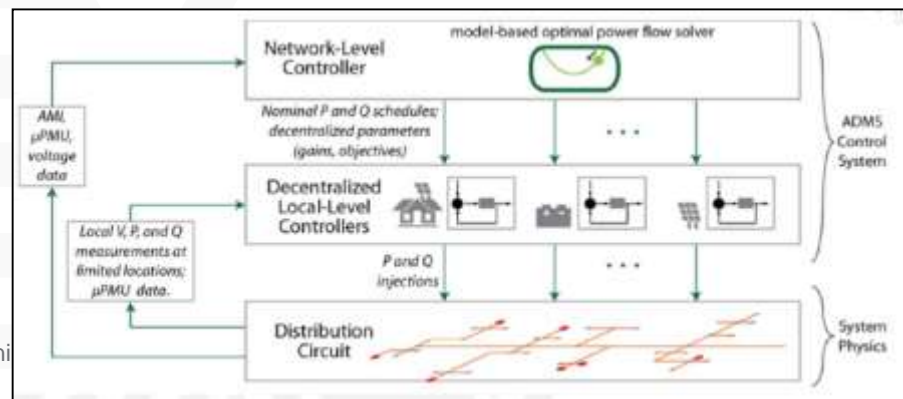 model-based optimal power flow solver
Network-Level
Controller
AMI,
μPMU,
voltage
data
Nominal P and Q schedules;
decentralized parameters
(gains, objectives)
ADMS
Control
System
Decentralized
Local-Level
Controllers
Local V, P, and Q
measurements at
limited locations;
μPMU data.
P and Q
injections
Distribution
Circuit
System
Physics